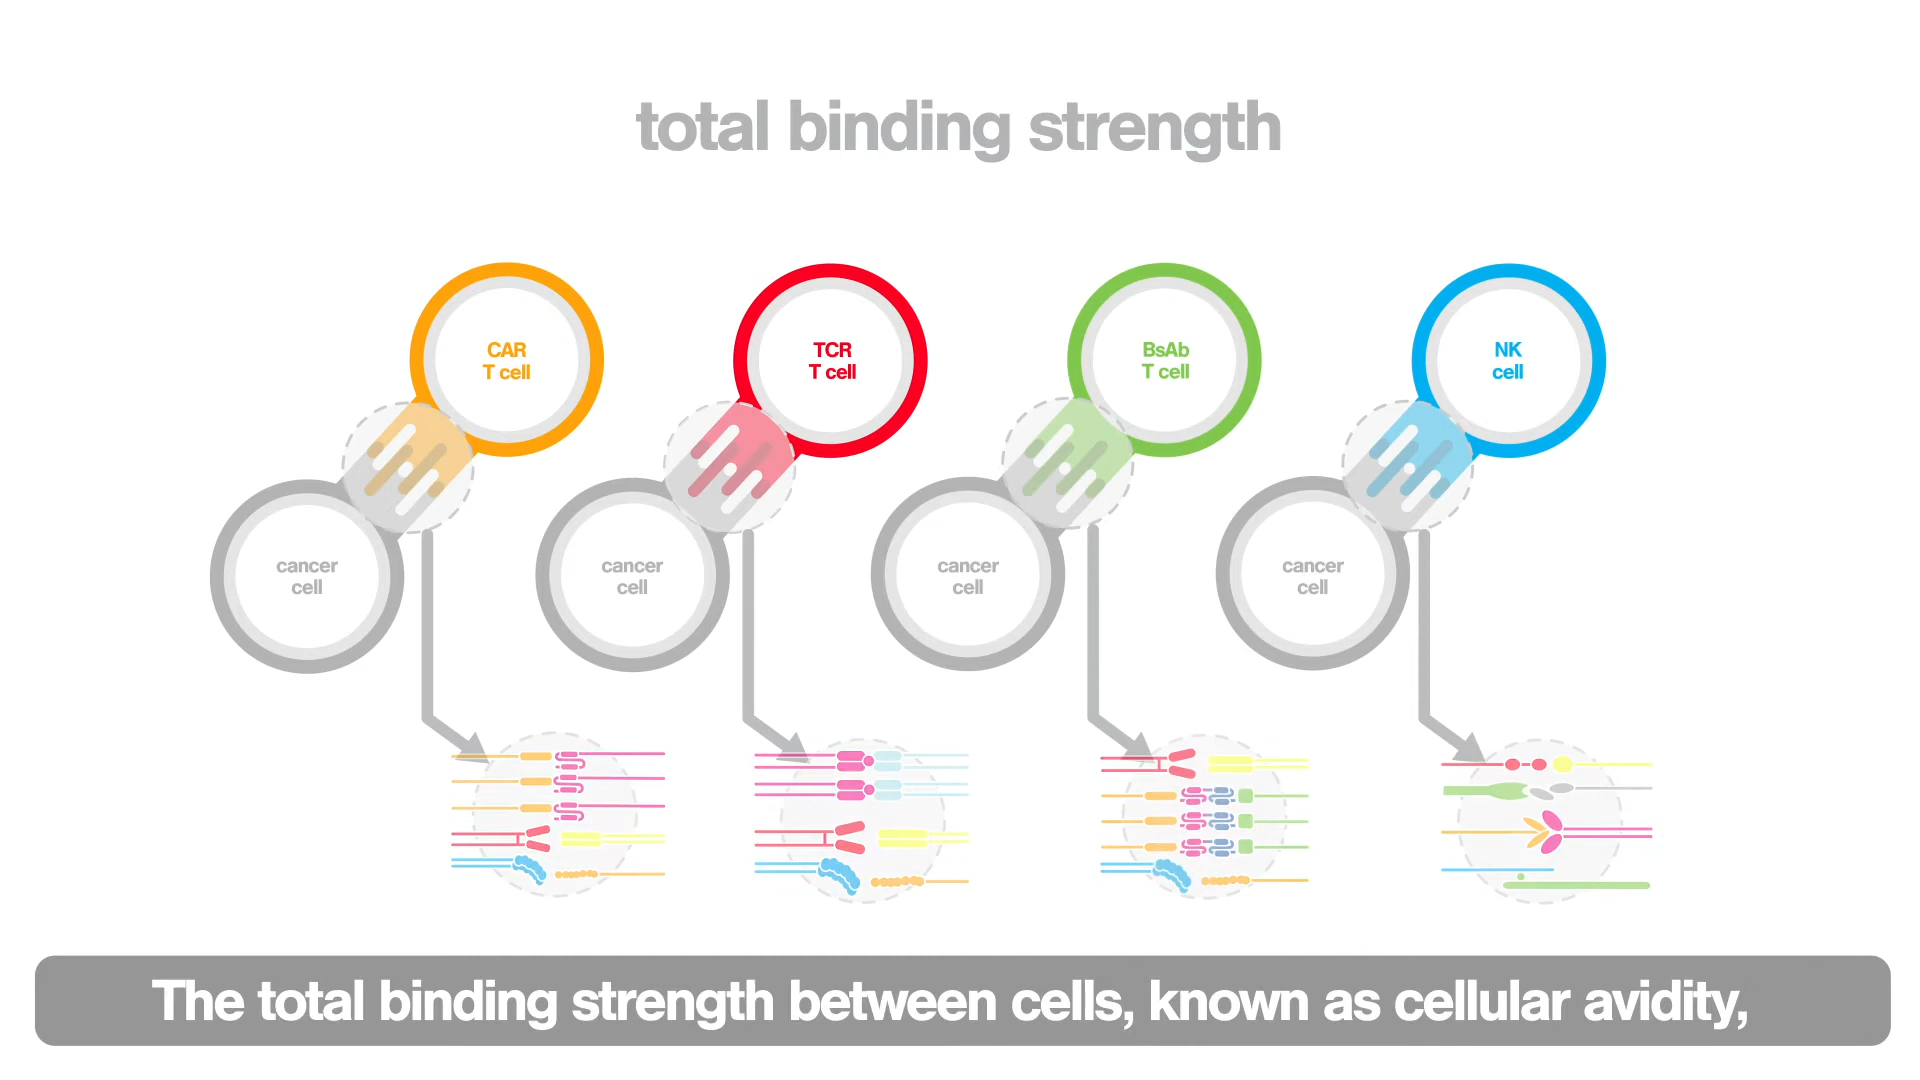 total binding strength
CAR
T cell
TCR
T cell
BsAb
T cell
NK
cell
cancer
cell
cancer
cell
cancer
cell
cancer
cell
The total binding strength between cells, known as cellular avidity,